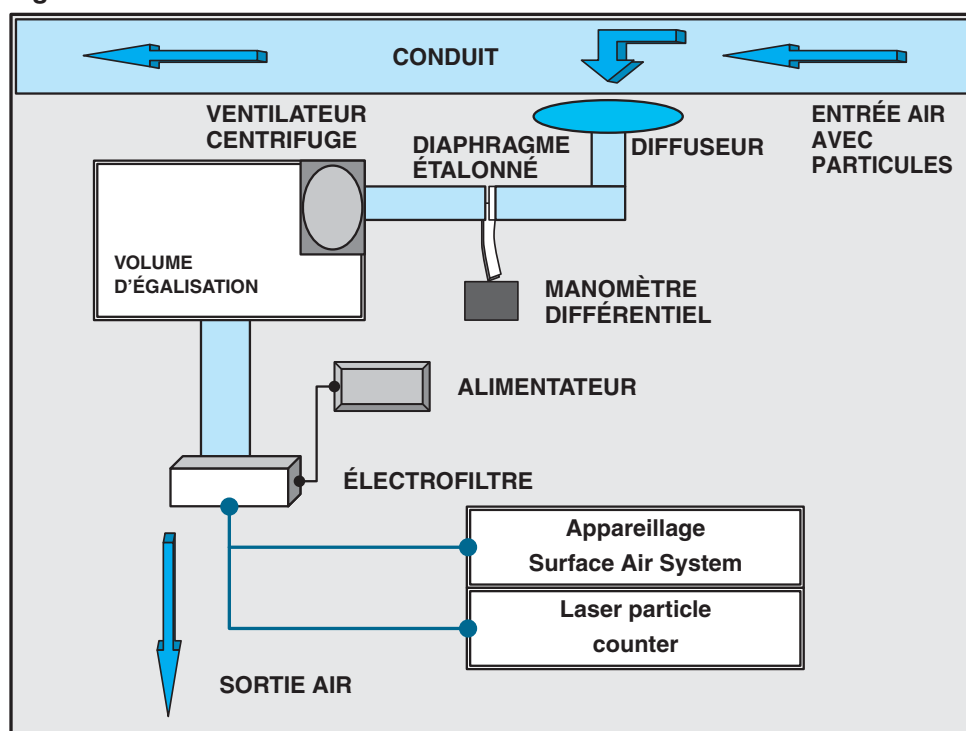 CONDUIT
VENTILATEUR
CENTRIFUGE
DIAPHRAGME
ÉTALONNÉ
DIFFUSEUR
ENTRÉE AIR
AVEC
PARTICULES
VOLUME
D'ÉGALISATION
MANOMÈTRE
DIFFÉRENTIEL
ALIMENTATEUR
ÉLECTROFILTRE
Appareillage
Surface Air System
Laser particle
counter
SORTIE AIR